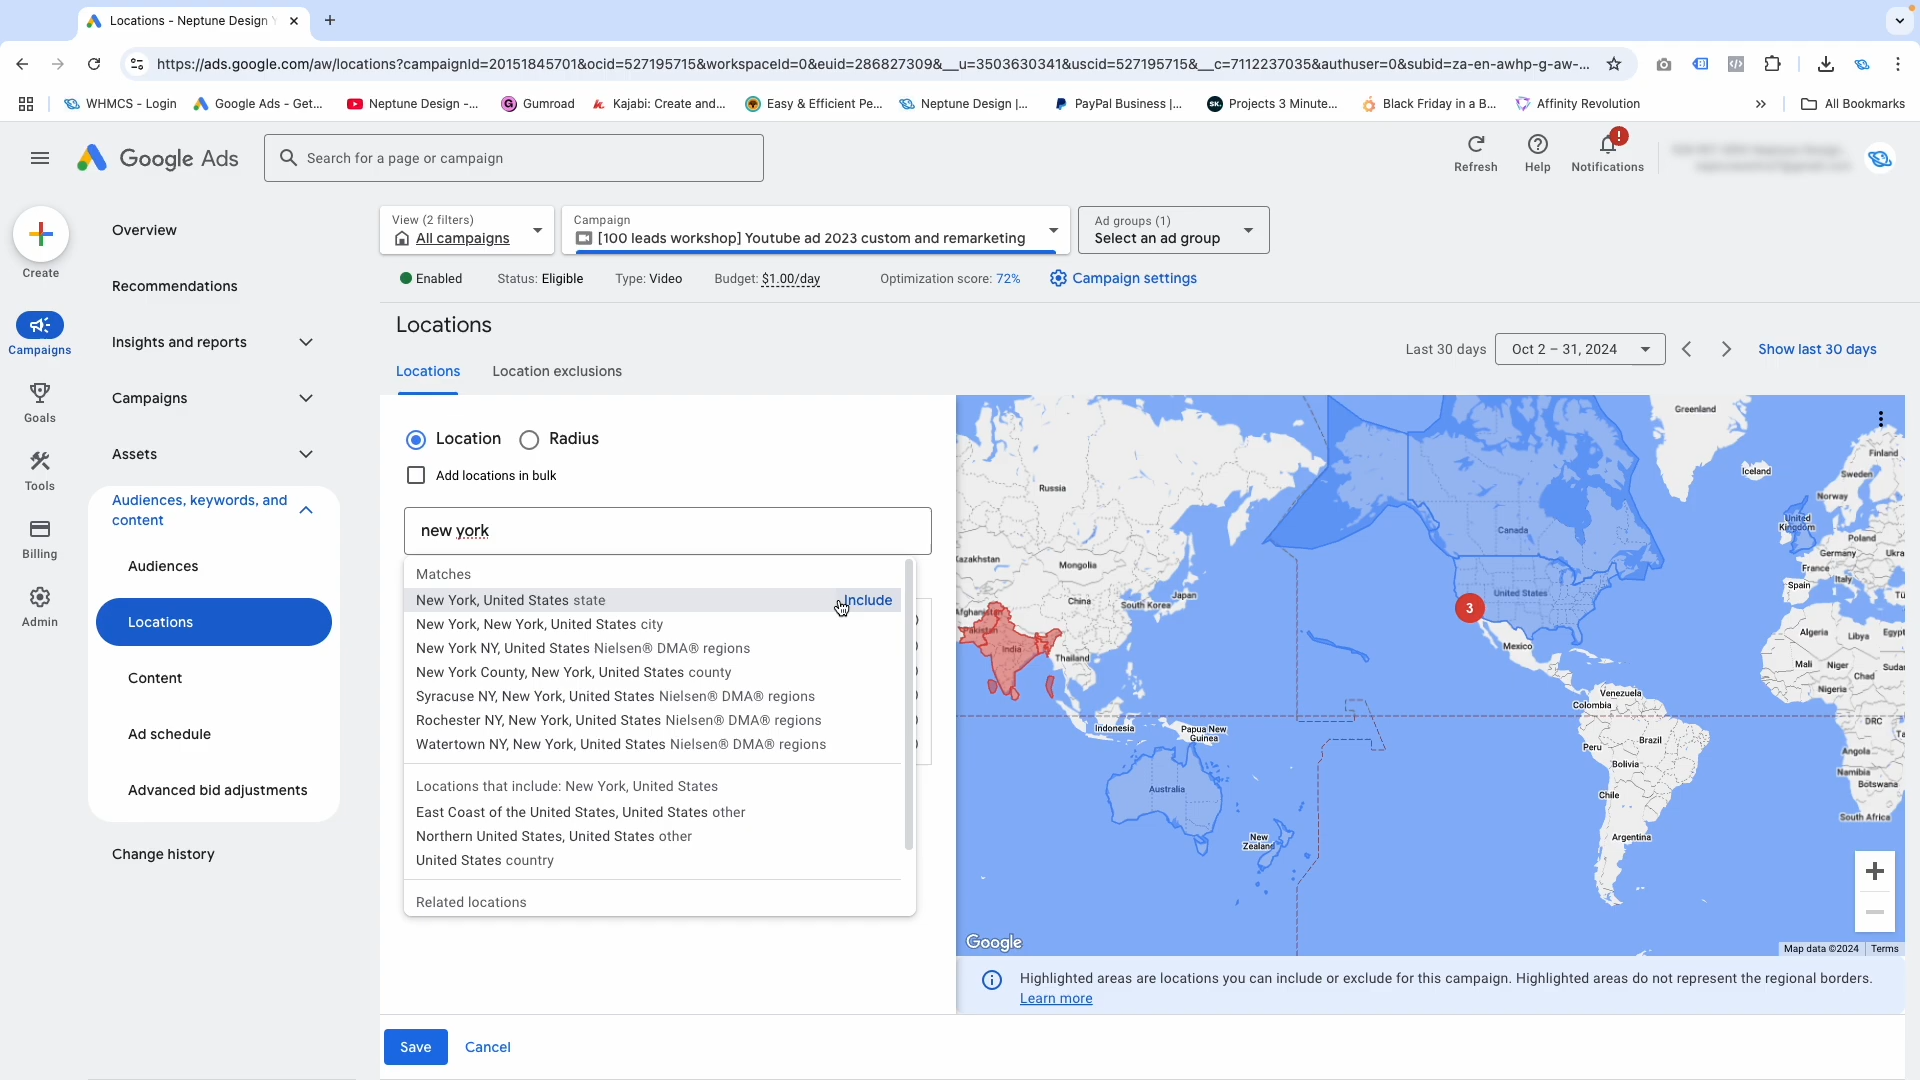 Locations - Neptune Design
https://ads.google.com/aw/locations?campaignId=20151845701&ocid=527195715&workspaceId=0&euid=286827309&__u=3503630341&uscid=527195715&__c=7112237035&authuser=0&subid=za-en-awhp-g-aw-...
WHMCS - Login
Google Ads - Get...
Neptune Design -...
Gumroad
Kajabi: Create and...
Easy & Efficient Pe...
Neptune Design |...
PayPal Business |...
Projects 3 Minute...
Black Friday in a B...
Affinity Revolution
»
All Bookmarks
Google Ads
Search for a page or campaign
Refresh
Help
!
Notifications
Create
Campaigns
Goals
Tools
Billing
Admin
Overview
Recommendations
Insights and reports
Campaigns
Assets
Audiences, keywords, and
content
Audiences
Locations
Content
Ad schedule
Advanced bid adjustments
Change history
View (2 filters)
All campaigns
Campaign
[100 leads workshop] Youtube ad 2023 custom and remarketing
Ad groups (1)
Select an ad group
Enabled
Status: Eligible
Type: Video
Budget: $1.00/day
Optimization score: 72%
Campaign settings
Locations
Last 30 days
Oct 2 – 31, 2024
Show last 30 days
Locations
Location exclusions
Location
Radius
Add locations in bulk
new york
Matches
New York, United States state
Include
New York, New York, United States city
New York NY, United States Nielsen® DMA® regions
New York County, New York, United States county
Syracuse NY, New York, United States Nielsen® DMA® regions
Rochester NY, New York, United States Nielsen® DMA® regions
Watertown NY, New York, United States Nielsen® DMA® regions
Locations that include: New York, United States
East Coast of the United States, United States other
Northern United States, United States other
United States country
Related locations
Greenland
Iceland
Finland
Sweden
Norway
Russia
United
Kingdom
Poland
Germany
Ukra
France
Italy
Spain
Canada
Kazakhstan
Mongolia
China
South Korea
Japan
Afghanistan
Pakistan
India
Thailand
United States
3
Mexico
Algeria
Libya
Egypt
Mali
Niger
Sudan
Chad
Nigeria
Venezuela
Colombia
DRC
Indonesia
Papua New
Guinea
Peru
Brazil
Angola
Bolivia
Namibia
Botswana
Australia
Chile
South Africa
New
Zealand
Argentina
Google
Map data ©2024
Terms
Highlighted areas are locations you can include or exclude for this campaign. Highlighted areas do not represent the regional borders.
Learn more
Save
Cancel